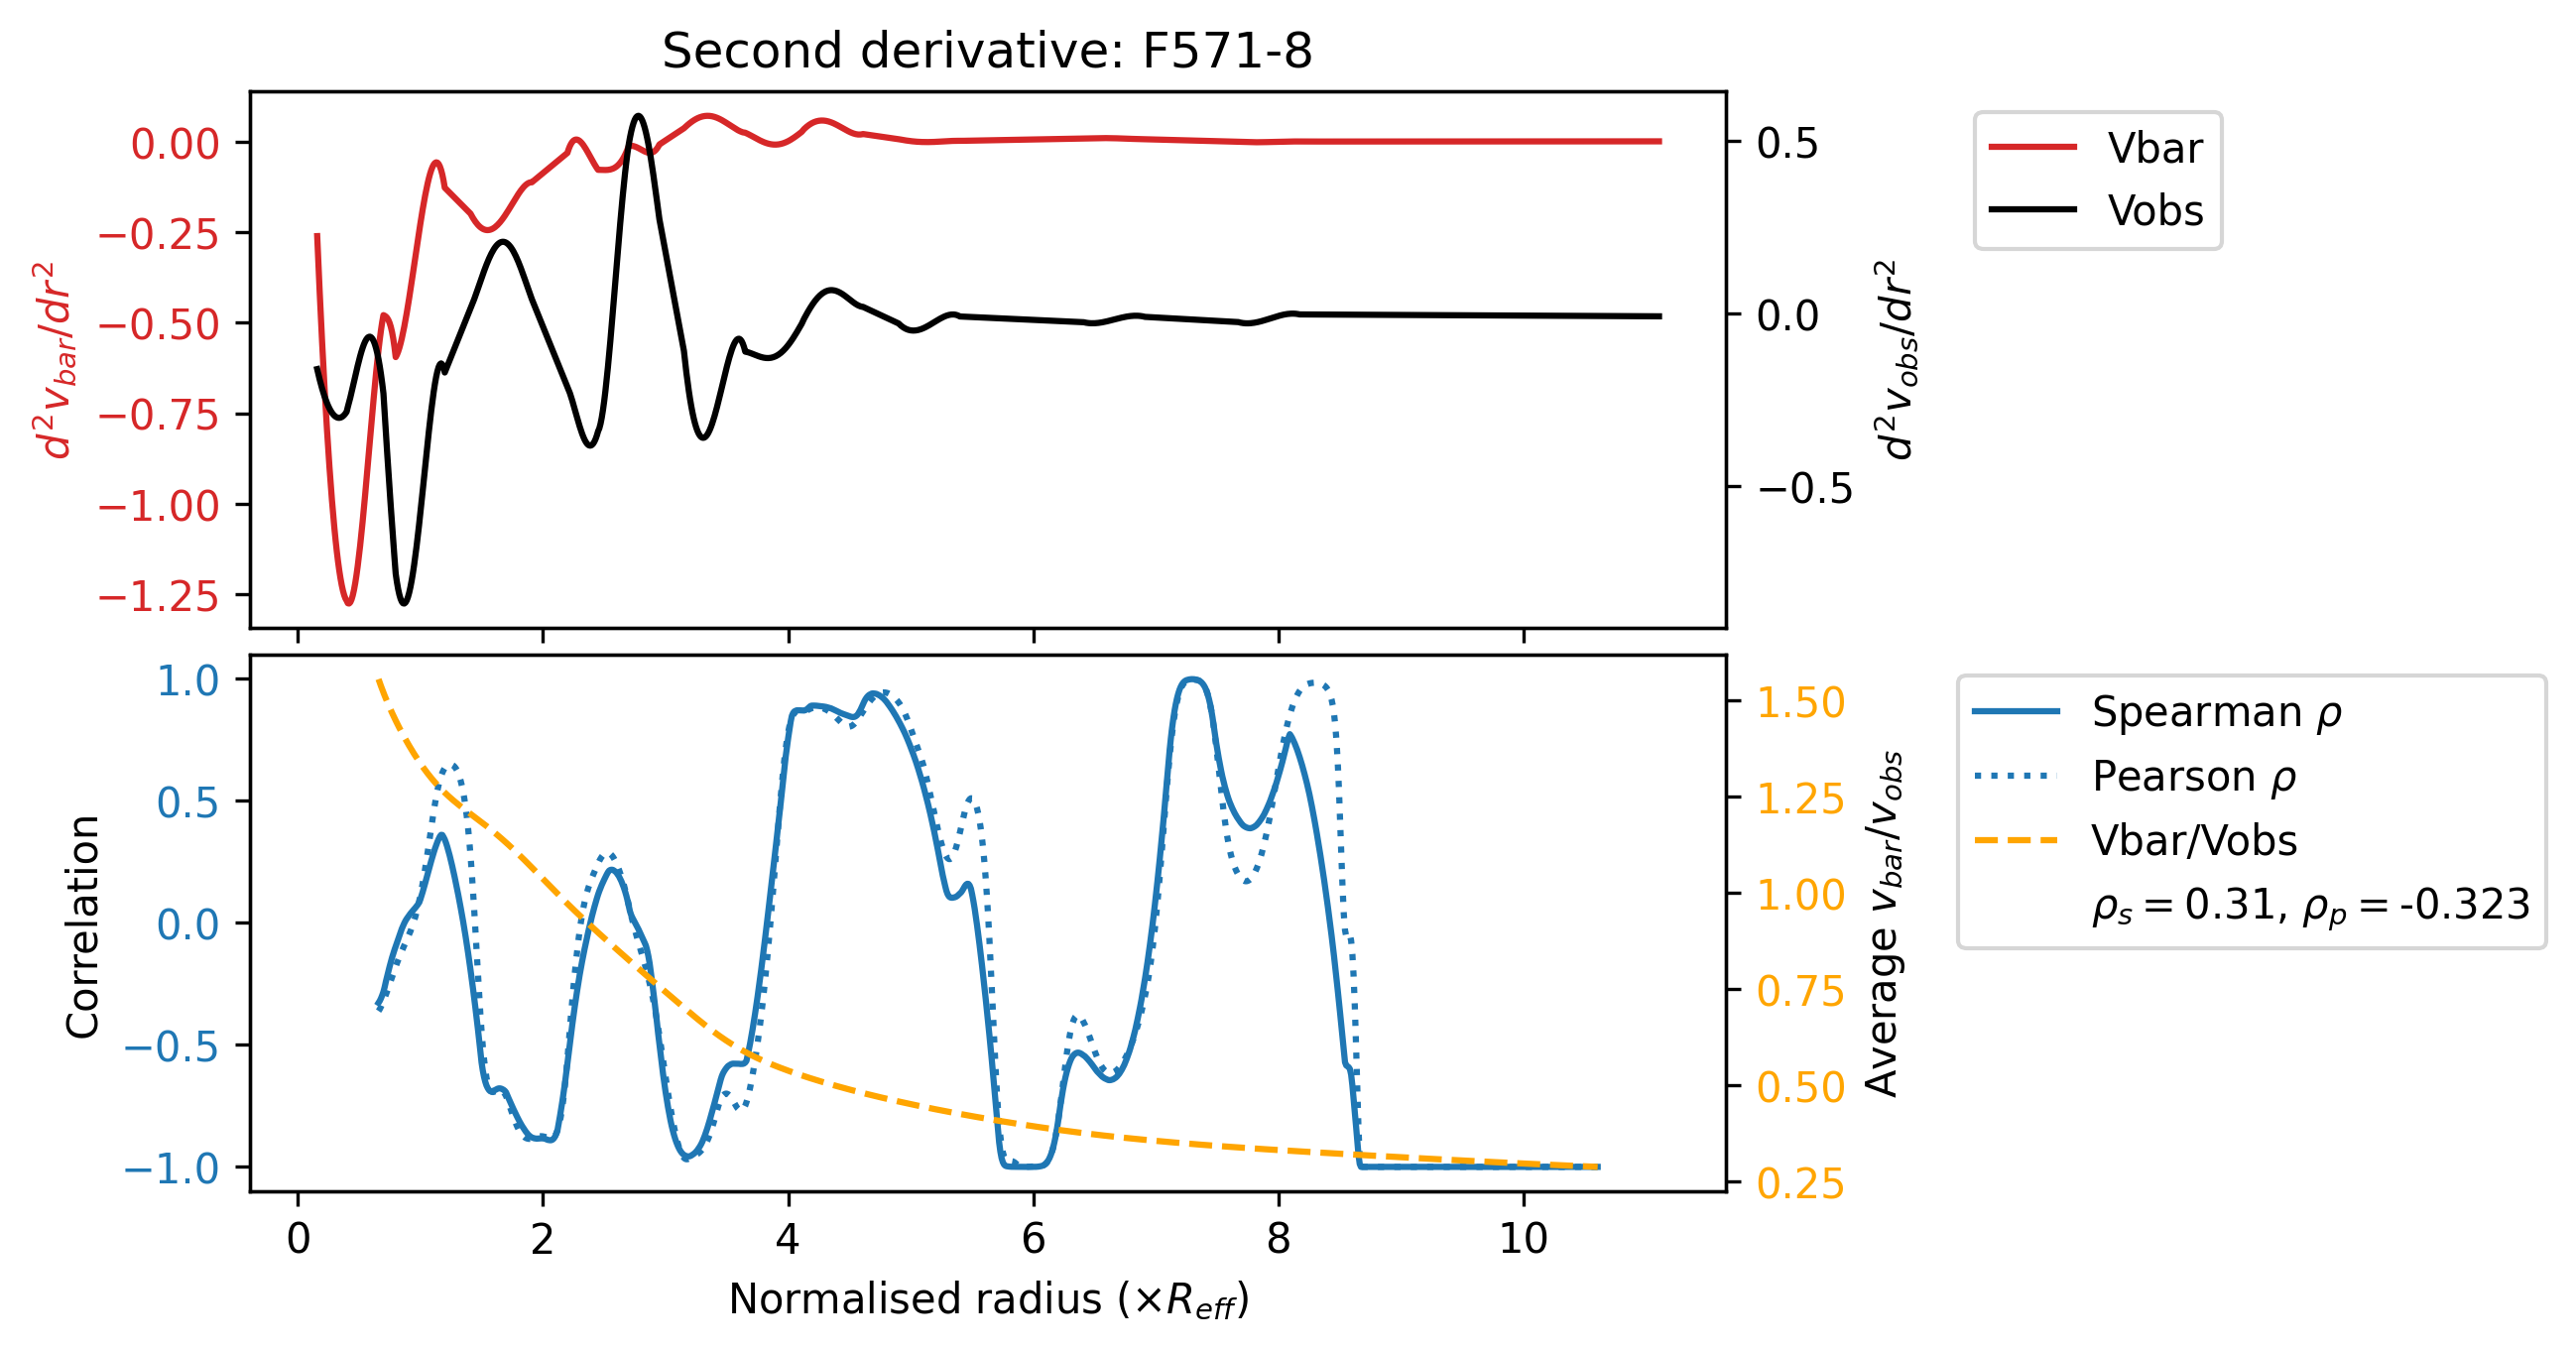 Second derivative: F571-8
0.00
−0.25
−0.50
−0.75
−1.00
−1.25
d²v_bar/dr²
0.5
0.0
−0.5
d²v_obs/dr²
Vbar
Vobs
1.0
0.5
0.0
−0.5
−1.0
Correlation
1.50
1.25
1.00
0.75
0.50
0.25
Average v_bar/v_obs
Spearman ρ
Pearson ρ
Vbar/Vobs
ρ_s = 0.31, ρ_p = -0.323
0 2 4 6 8 10
Normalised radius (×R_eff)